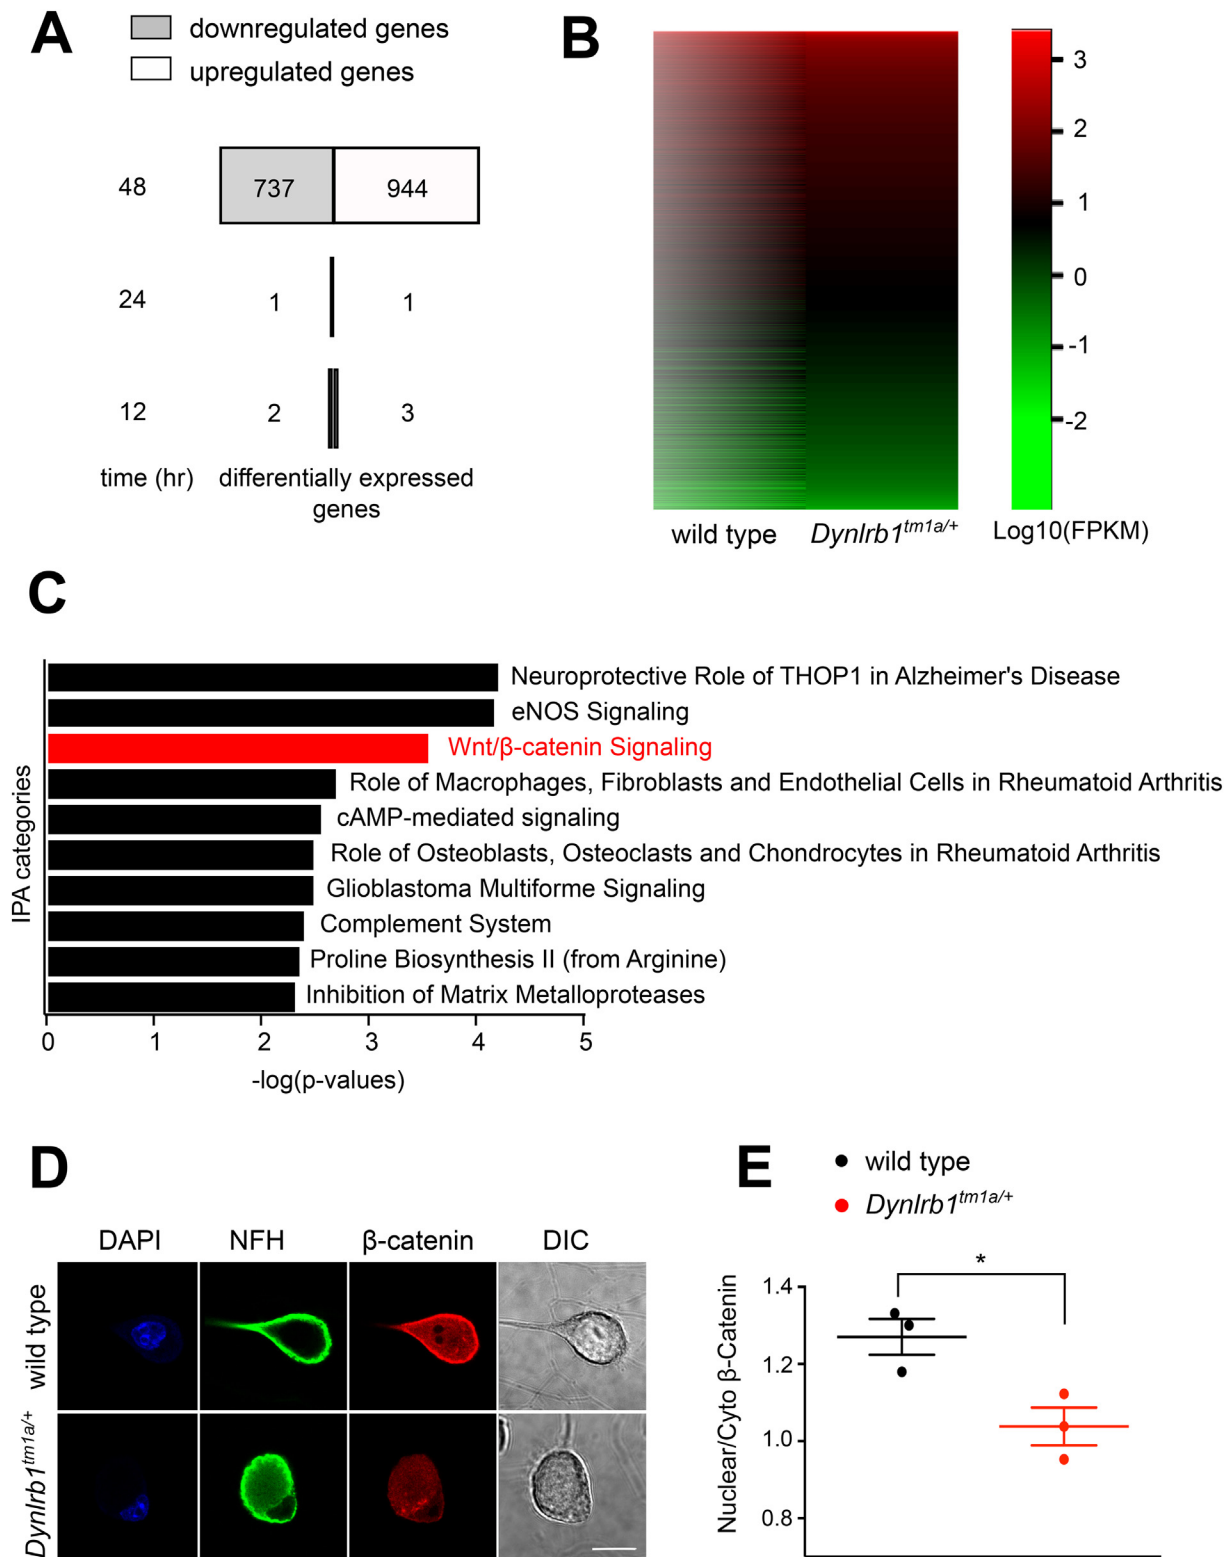 A
downregulated genes
upregulated genes
48
737
944
24
1
1
12
2
3
time (hr)
differentially expressed
genes
B
3
2
1
0
-1
-2
wild type
Dynlrb1tm1a/+
Log10(FPKM)
C
IPA categories
Neuroprotective Role of THOP1 in Alzheimer's Disease
eNOS Signaling
Wnt/β-catenin Signaling
Role of Macrophages, Fibroblasts and Endothelial Cells in Rheumatoid Arthritis
cAMP-mediated signaling
Role of Osteoblasts, Osteoclasts and Chondrocytes in Rheumatoid Arthritis
Glioblastoma Multiforme Signaling
Complement System
Proline Biosynthesis II (from Arginine)
Inhibition of Matrix Metalloproteases
0 1 2 3 4 5
-log(p-values)
D
DAPI
NFH
β-catenin
DIC
wild type
Dynlrb1tm1a/+
E
wild type
Dynlrb1tm1a/+
*
Nuclear/Cyto β-Catenin
1.4
1.2
1.0
0.8